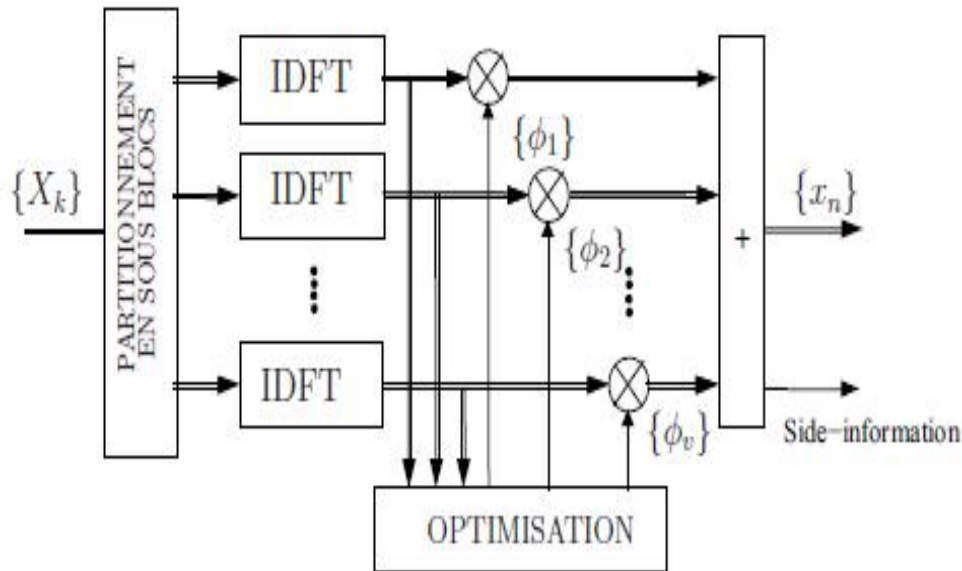 PARTITIONNEMENT
EN SOUS BLOCS
{X_k}
IDFT
IDFT
IDFT
{ϕ_1}
{ϕ_2}
{ϕ_v}
+
{x_n}
Side-information
OPTIMISATION